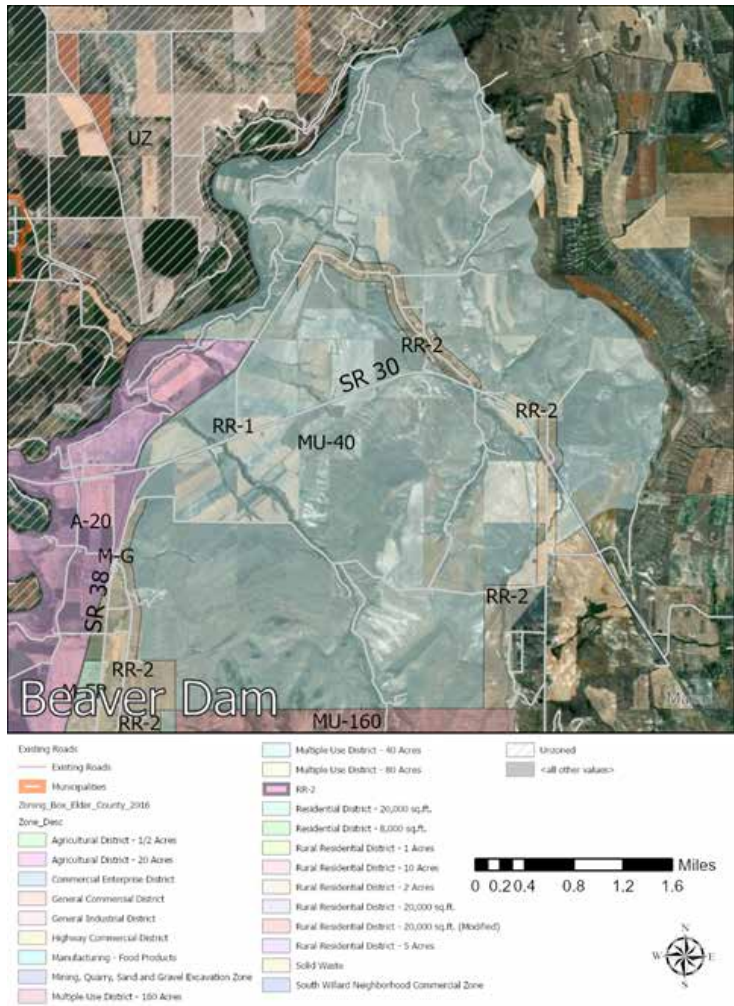 UZ
RR-2
SR 30
RR-2
RR-1
MU-40
A-20
M-G
SR 38
RR-2
RR-2
Beaver Dam
RR-2
MU-160
Existing Roads
Existing Roads
Municipalities
Zoning_Box_Elder_County_2016
Zone_Desc
Agricultural District - 1/2 Acres
Agricultural District - 20 Acres
Commercial Enterprise District
General Commercial District
General Industrial District
Highway Commercial District
Manufacturing - Food Products
Mining, Quarry, Sand and Gravel Excavation Zone
Multiple Use District - 160 Acres
Multiple Use District - 40 Acres
Multiple Use District - 80 Acres
RR-2
Residential District - 20,000 sq.ft.
Residential District - 8,000 sq.ft.
Rural Residential District - 1 Acres
Rural Residential District - 10 Acres
Rural Residential District - 2 Acres
Rural Residential District - 20,000 sq.ft.
Rural Residential District - 20,000 sq.ft. (Modified)
Rural Residential District - 5 Acres
Solid Waste
South Willard Neighborhood Commercial Zone
Unzoned
<all other values>
Miles
0 0.2 0.4 0.8 1.2 1.6
N
W E
S